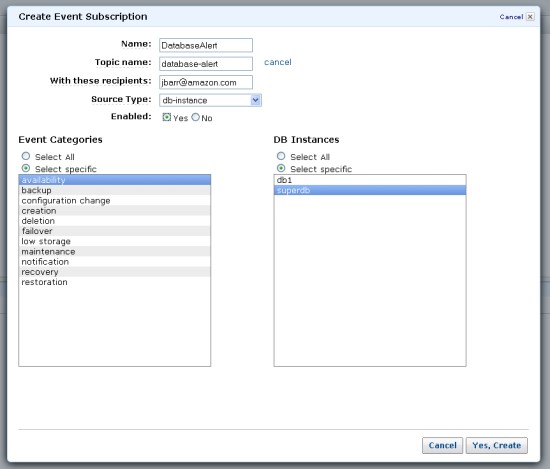 Create Event Subscription Cancel
Name: DatabaseAlert
Topic name: database-alert cancel
With these recipients: jbarr@amazon.com
Source Type: db-instance
Enabled: Yes No
Event Categories
Select All
Select specific
availability
backup
configuration change
creation
deletion
failover
low storage
maintenance
notification
recovery
restoration
DB Instances
Select All
Select specific
db1
superdb
Cancel Yes, Create